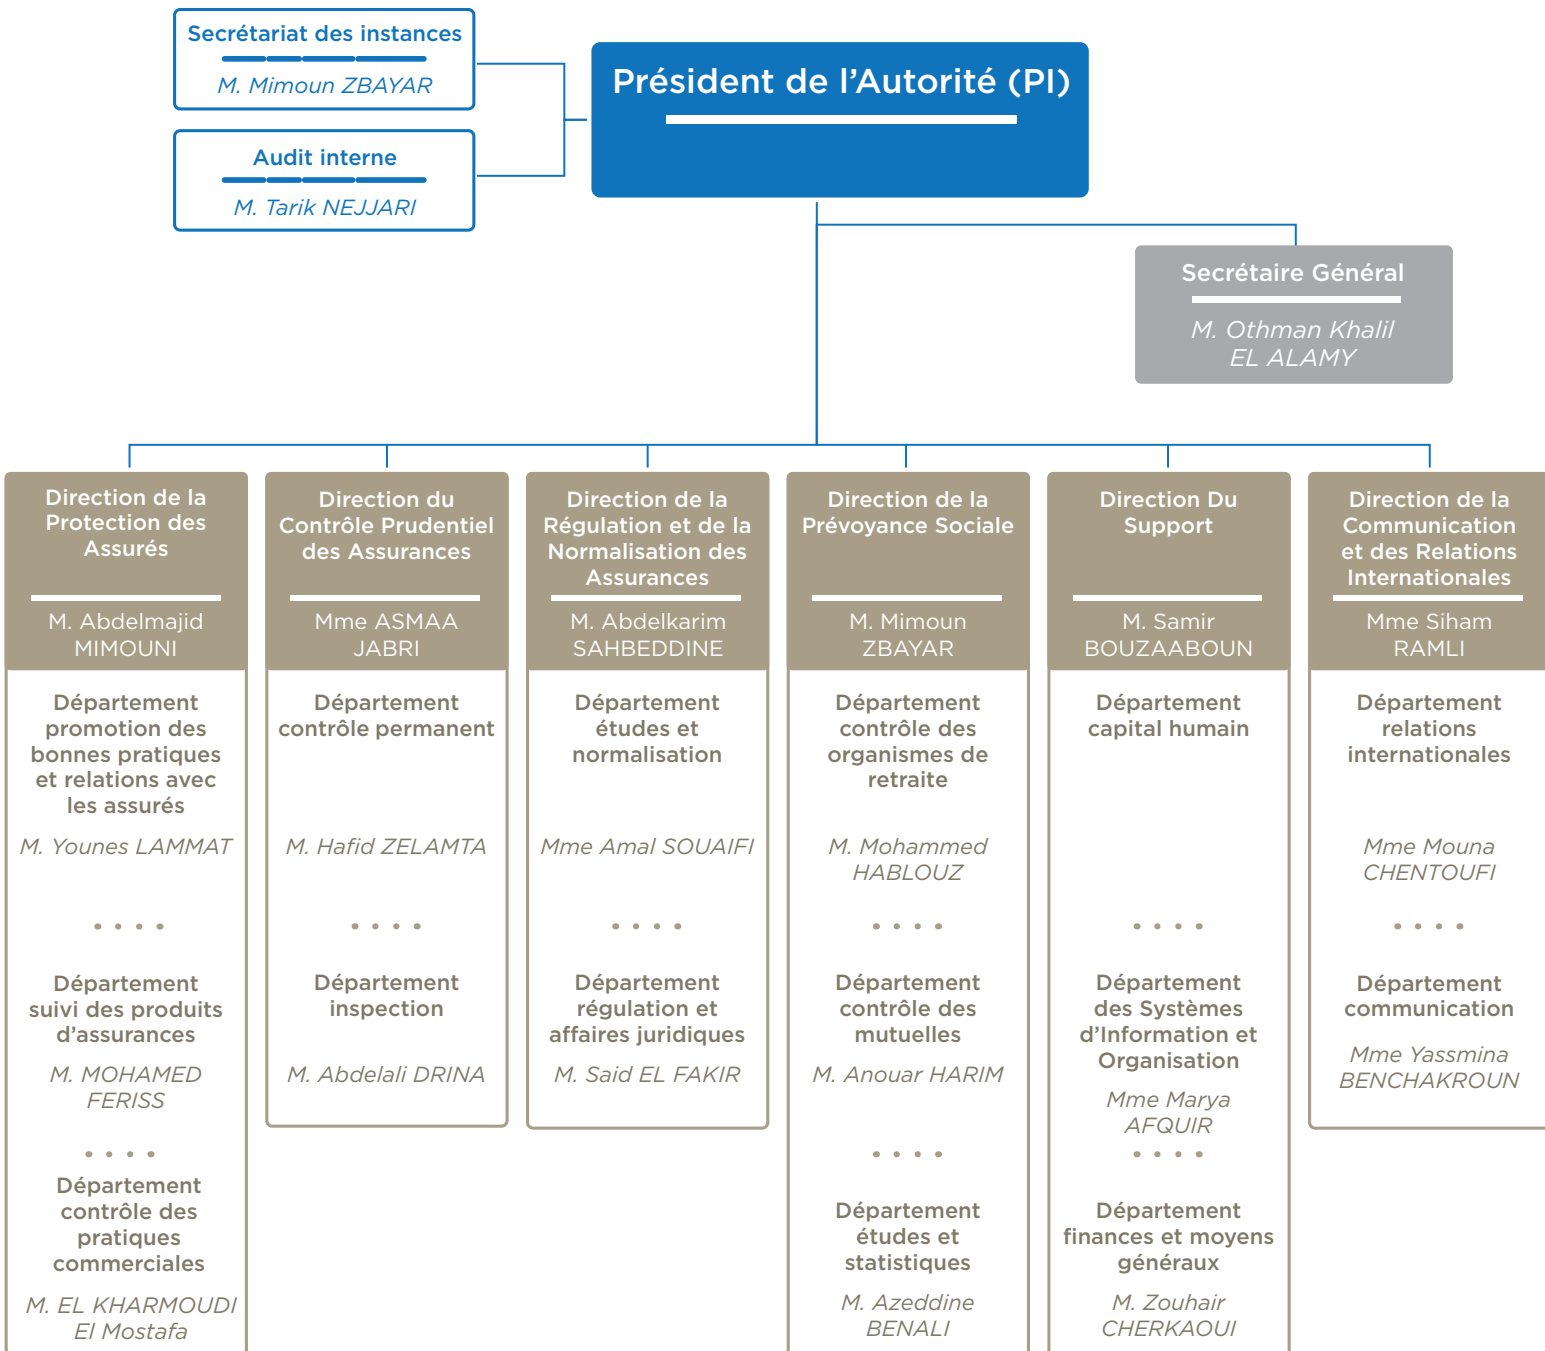 Secrétariat des instances
M. Mimoun ZBAYAR
Audit interne
M. Tarik NEJJARI
Président de l’Autorité (PI)
Secrétaire Général
M. Othman Khalil
EL ALAMY
Direction de la
Protection des
Assurés
M. Abdelmajid
MIMOUNI
Département
promotion des
bonnes pratiques
et relations avec
les assurés
M. Younes LAMMAT
Département
suivi des produits
d’assurances
M. MOHAMED
FERISS
Département
contrôle des
pratiques
commerciales
M. EL KHARMOUDI
El Mostafa
Direction du
Contrôle Prudentiel
des Assurances
Mme ASMAA
JABRI
Département
contrôle permanent
M. Hafid ZELAMTA
Département
inspection
M. Abdelali DRINA
Direction de la
Régulation et de la
Normalisation des
Assurances
M. Abdelkarim
SAHBEDDINE
Département
études et
normalisation
Mme Amal SOUAIFI
Département
régulation et
affaires juridiques
M. Said EL FAKIR
Direction de la
Prévoyance Sociale
M. Mimoun
ZBAYAR
Département
contrôle des
organismes de
retraite
M. Mohammed
HABLOUZ
Département
contrôle des
mutuelles
M. Anouar HARIM
Département
études et
statistiques
M. Azeddine
BENALI
Direction Du
Support
M. Samir
BOUZAABOUN
Département
capital humain
Département
des Systèmes
d’Information et
Organisation
Mme Marya
AFQUIR
Département
finances et moyens
généraux
M. Zouhair
CHERKAOUI
Direction de la
Communication
et des Relations
Internationales
Mme Siham
RAMLI
Département
relations
internationales
Mme Mouna
CHENTOUFI
Département
communication
Mme Yassmina
BENCHAKROUN